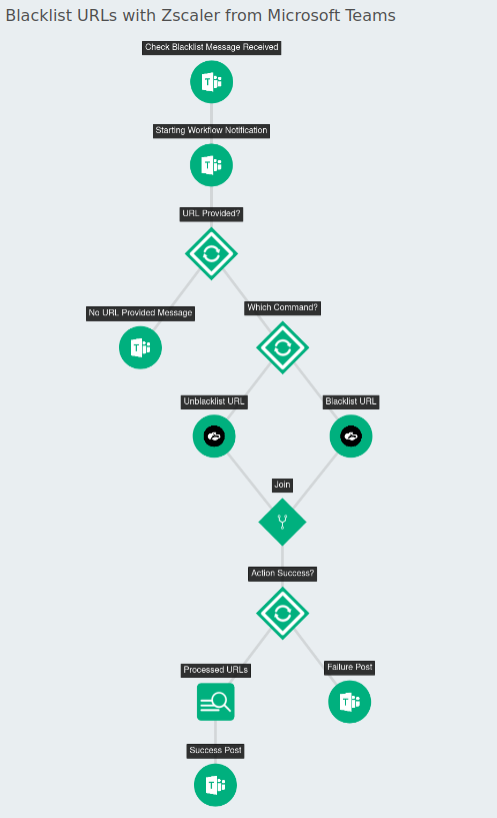 Blacklist URLs with Zscaler from Microsoft Teams
Check Blacklist Message Received
Starting Workflow Notification
URL Provided?
No URL Provided Message
Which Command?
Unblacklist URL
Blacklist URL
Join
Action Success?
Processed URLs
Failure Post
Success Post